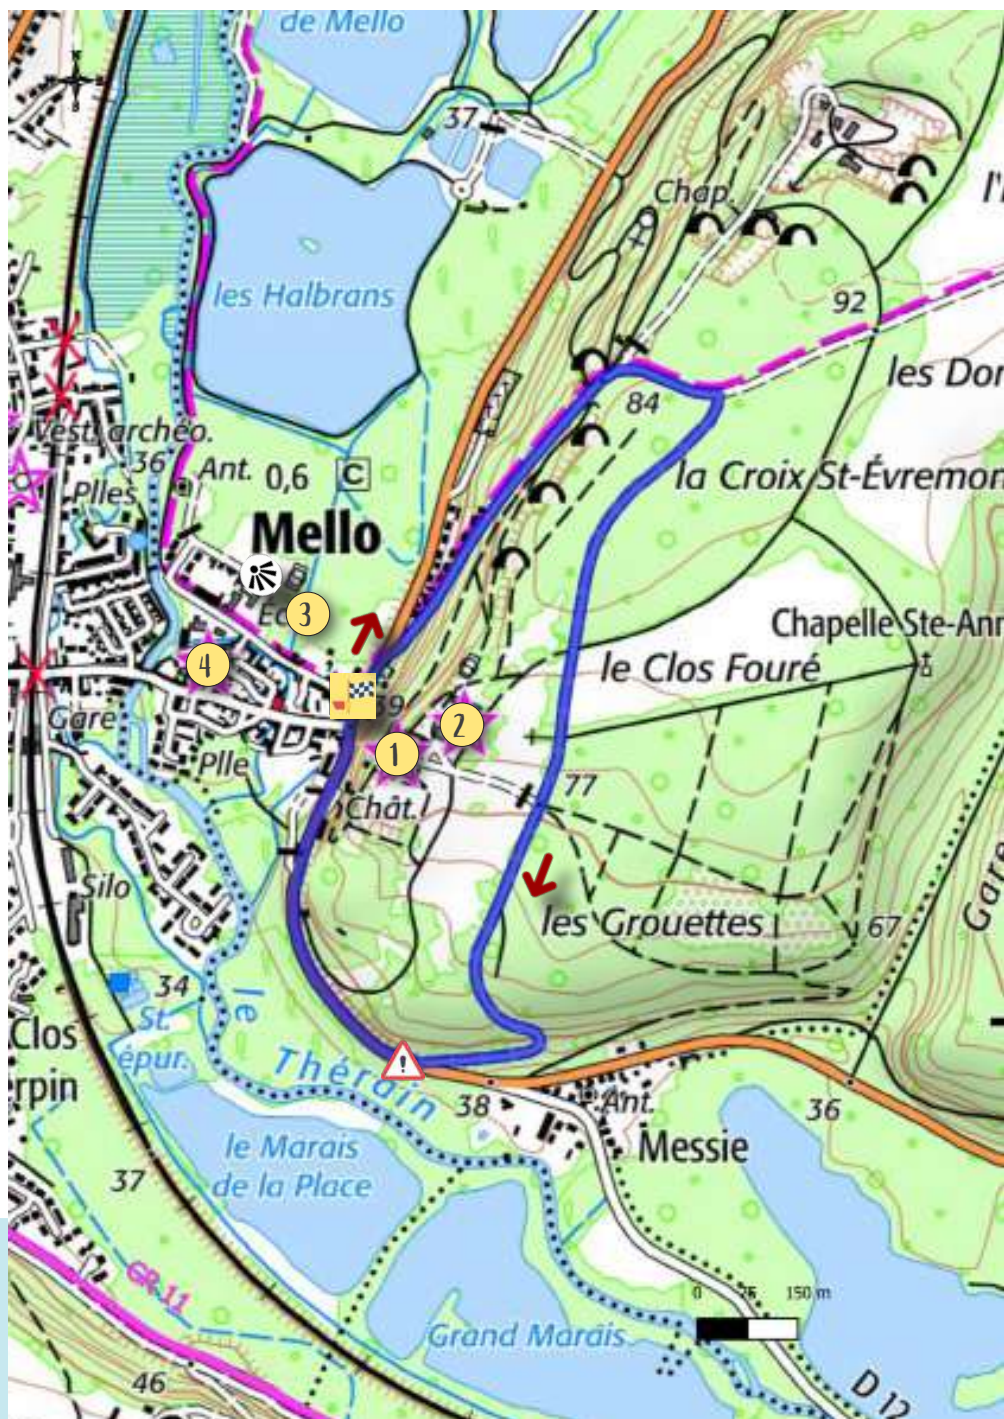 de Mello
37
Chap.
l'
les Halbrans
92
les Dor
84
Vest. archéo.
36
Ant.
0,6
C
la Croix St-Évremon
Plles
Mello
3
Chapelle Ste-Ann
4
le Clos Fouré
39
2
Gare
1
Plle
77
Chât.
Silo
les Grouettes
67
Gare
34
St.
épur.
le
Clos
rpin
Thérain
38
Ant.
36
Messie
le Marais
de la Place
37
GR 11
0 75 150 m
Grand Marais
46
D 12